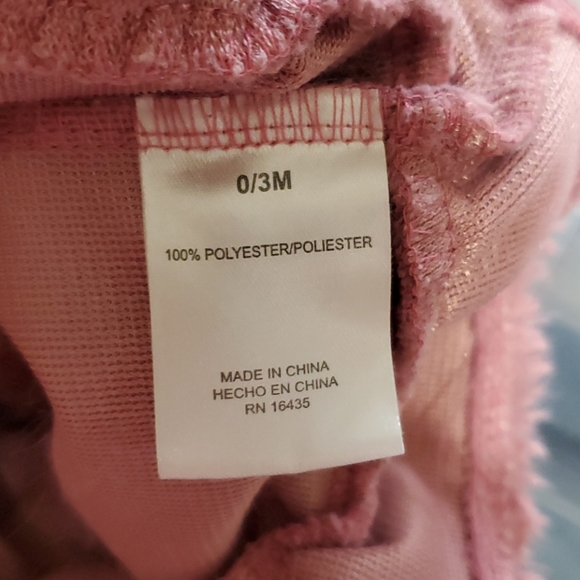 0/3M
100% POLYESTER/POLIESTER
MADE IN CHINA
HECHO EN CHINA
RN 16435